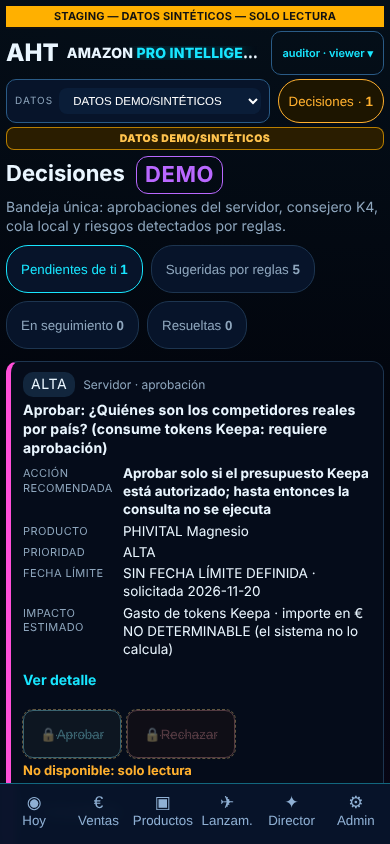 STAGING — DATOS SINTÉTICOS — SOLO LECTURA
AHT AMAZON PRO INTELLIGE... auditor · viewer ▾
DATOS DATOS DEMO/SINTÉTICOS Decisiones · 1
DATOS DEMO/SINTÉTICOS
Decisiones DEMO
Bandeja única: aprobaciones del servidor, consejero K4,
cola local y riesgos detectados por reglas.
Pendientes de ti 1 Sugeridas por reglas 5
En seguimiento 0 Resueltas 0
ALTA Servidor · aprobación
Aprobar: ¿Quiénes son los competidores reales
por país? (consume tokens Keepa: requiere
aprobación)
ACCIÓN RECOMENDADA
Aprobar solo si el presupuesto Keepa
está autorizado; hasta entonces la
consulta no se ejecuta
PRODUCTO PHIVITAL Magnesio
PRIORIDAD ALTA
FECHA LÍMITE SIN FECHA LÍMITE DEFINIDA ·
solicitada 2026-11-20
IMPACTO ESTIMADO
Gasto de tokens Keepa · importe en €
NO DETERMINABLE (el sistema no lo
calcula)
Ver detalle
🔒Aprobar 🔒Rechazar
No disponible: solo lectura
Hoy Ventas Productos Lanzam. Director Admin